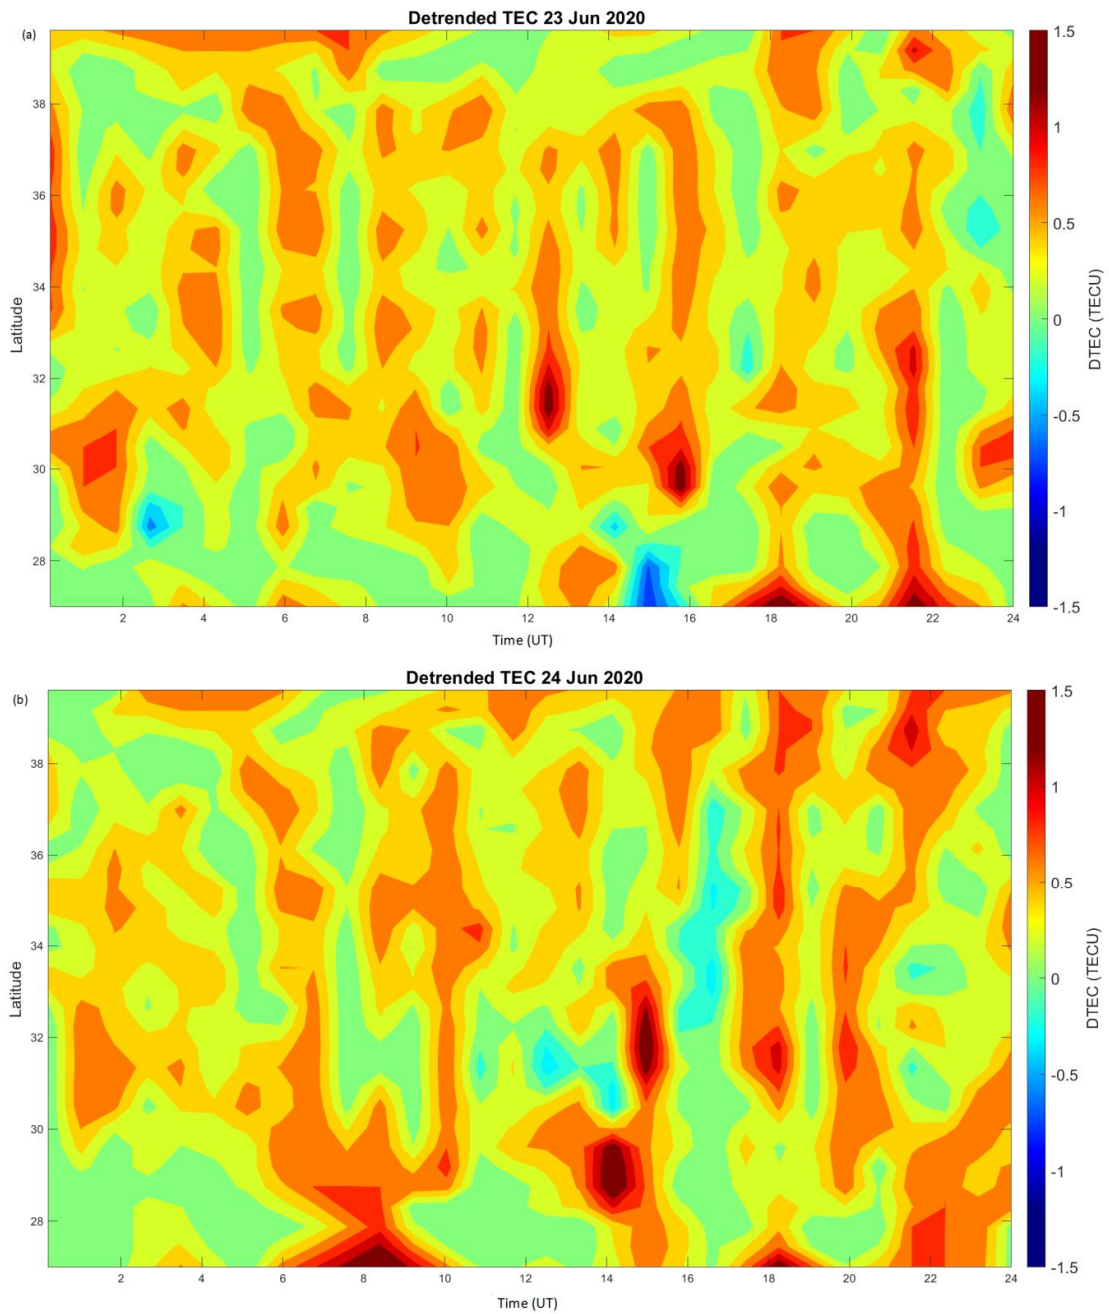 Detrended TEC 23 Jun 2020
(a)
38
36
34
32
30
28
Latitude
2 4 6 8 10 12 14 16 18 20 22 24
Time (UT)
1.5
1
0.5
0
-0.5
-1
-1.5
DTEC (TECU)
Detrended TEC 24 Jun 2020
(b)
38
36
34
32
30
28
Latitude
2 4 6 8 10 12 14 16 18 20 22 24
Time (UT)
1.5
1
0.5
0
-0.5
-1
-1.5
DTEC (TECU)